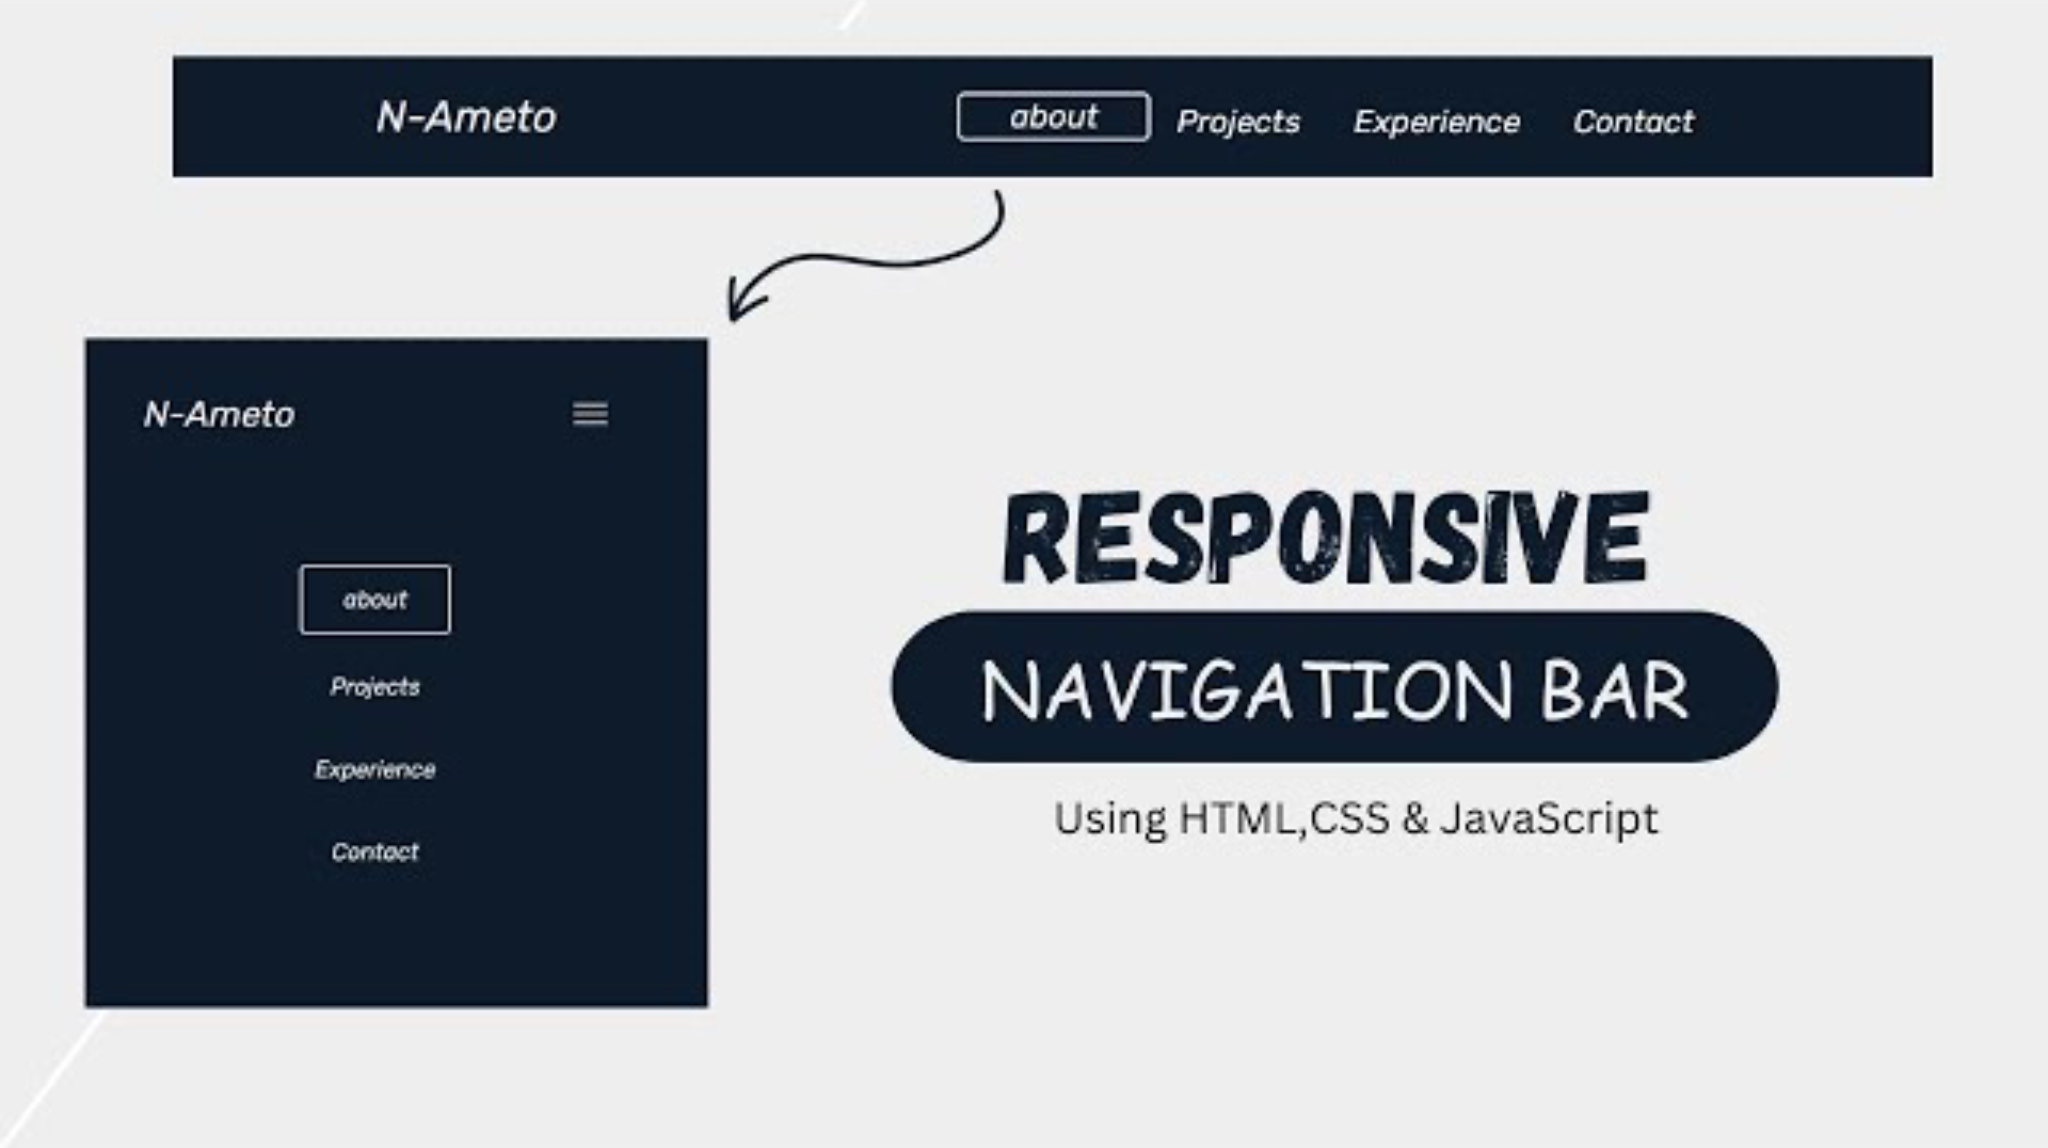 N-Ameto about Projects Experience Contact
N-Ameto
about
Projects
Experience
Contact
RESPONSIVE
NAVIGATION BAR
Using HTML,CSS & JavaScript